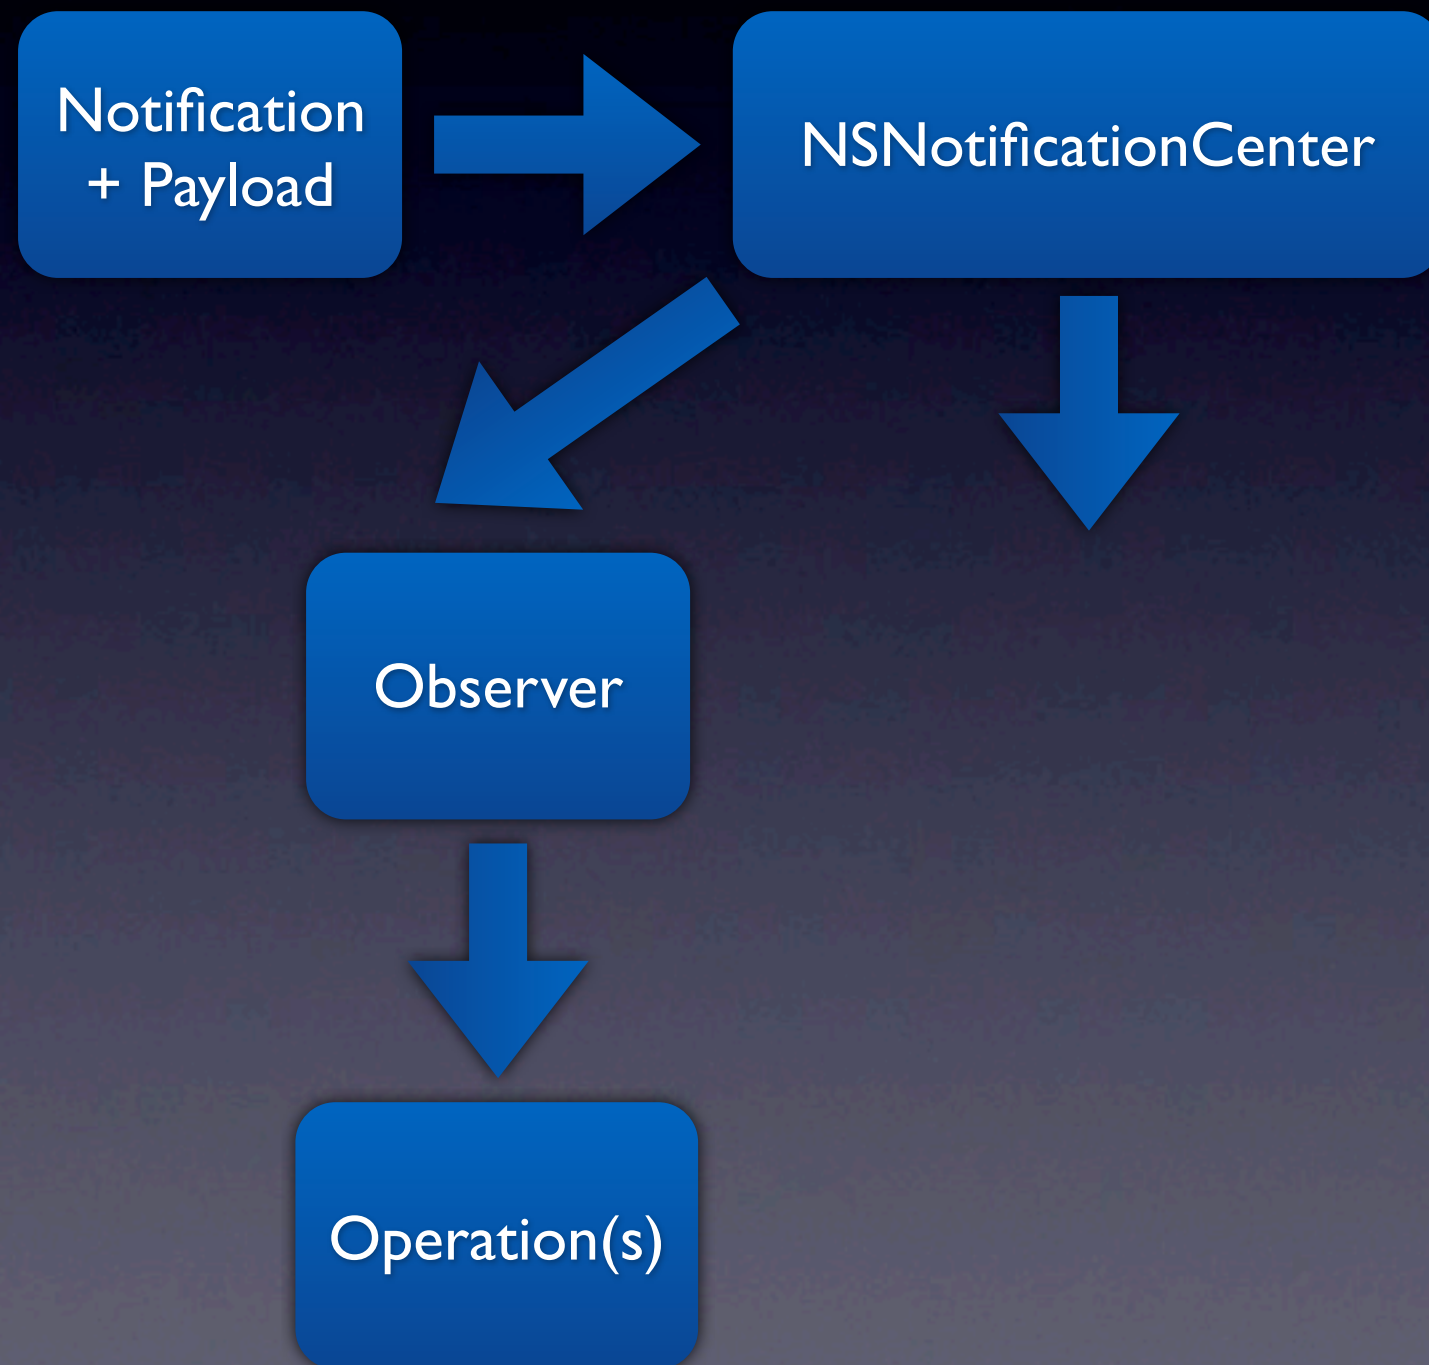 Notification
+ Payload
NSNotificationCenter
Observer
Operation(s)